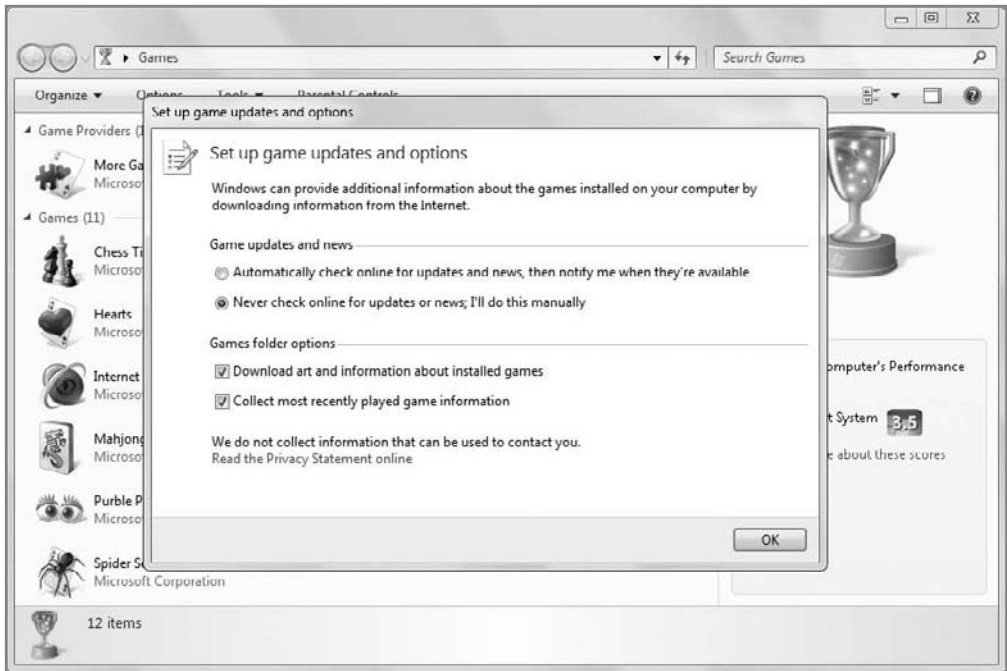 Games
Search Games
Organize
Options Tools Parental Controls
Set up game updates and options
Game Providers (1
More Ga
Microso
Games (11)
Chess Ti
Microso
Hearts
Microso
Internet
Microso
Mahjong
Microso
Purble P
Microso
Spider S
Microsoft Corporation
Set up game updates and options
Windows can provide additional information about the games installed on your computer by
downloading information from the Internet.
Game updates and news
Automatically check online for updates and news, then notify me when they're available
Never check online for updates or news; I'll do this manually
Games folder options
Download art and information about installed games
Collect most recently played game information
We do not collect information that can be used to contact you.
Read the Privacy Statement online
OK
omputer's Performance
t System 3.5
e about these scores
12 items